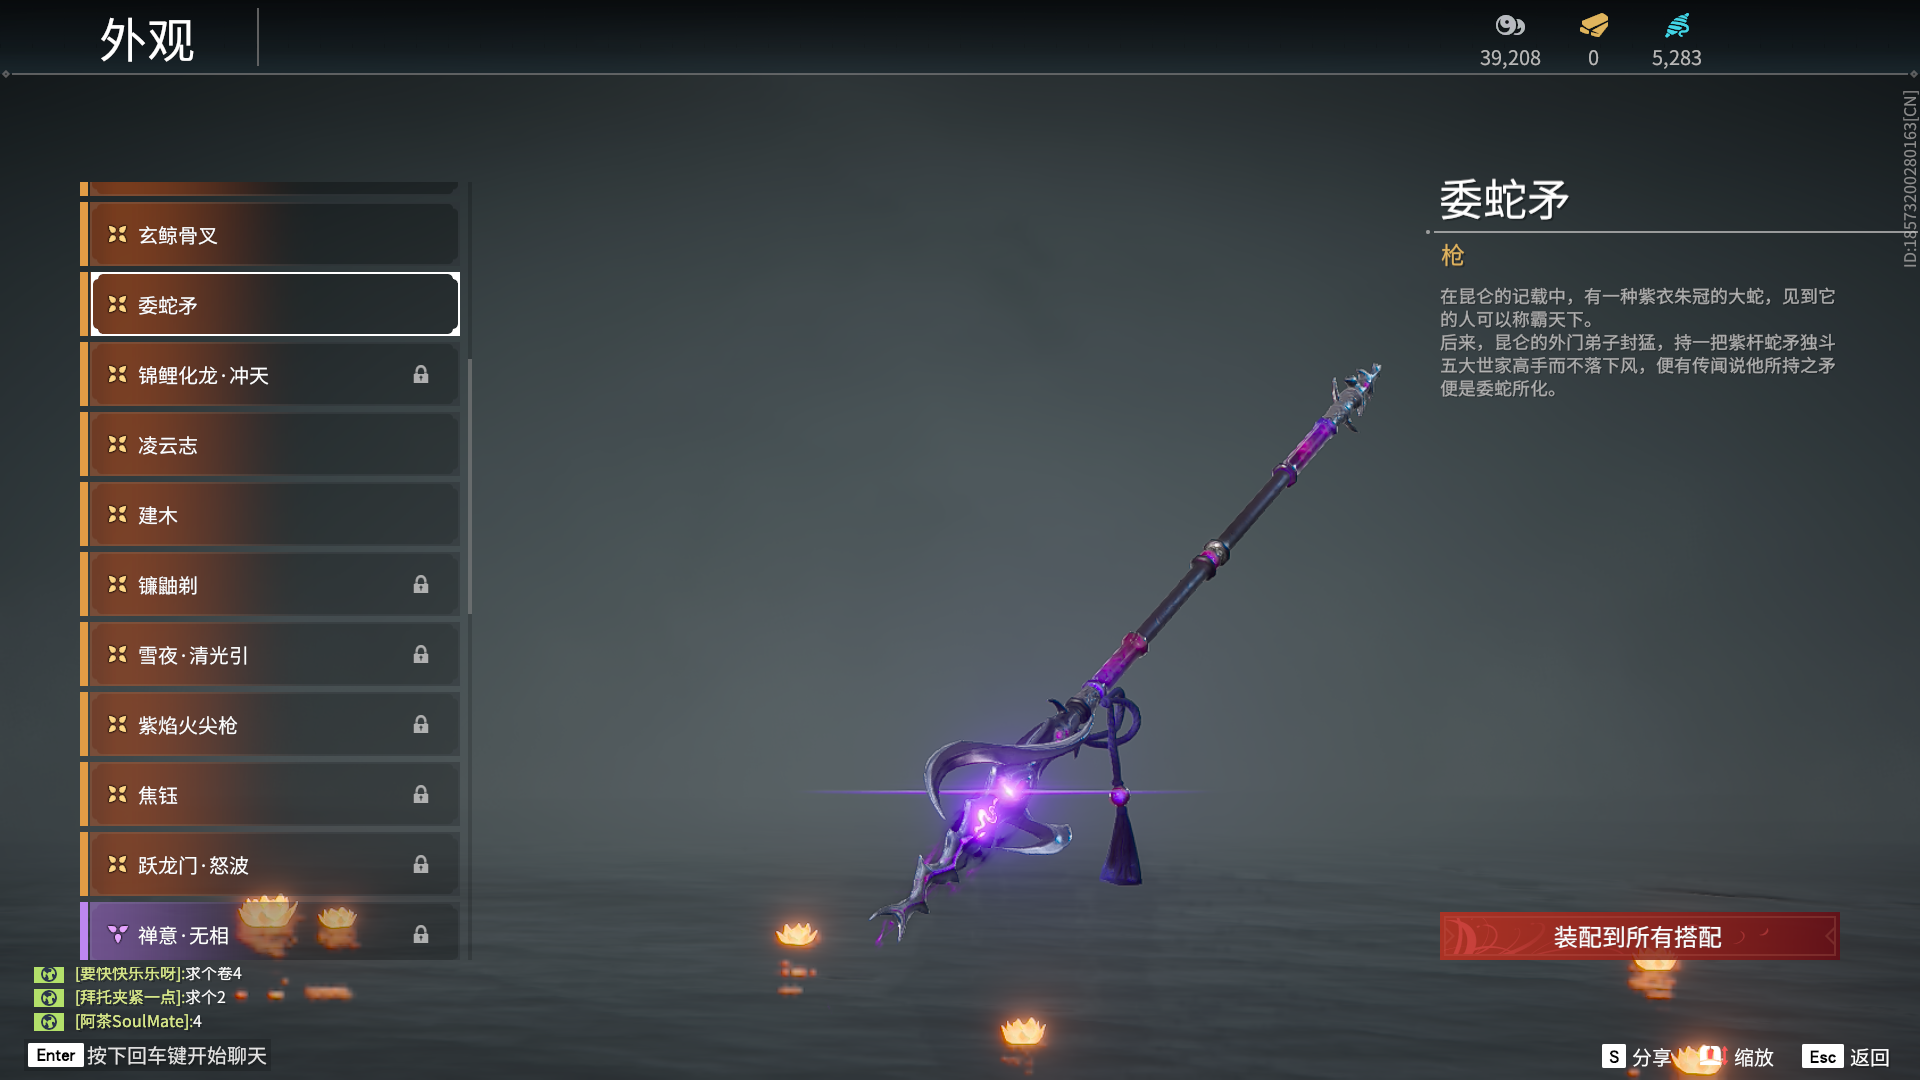 外观
39,208
0
5,283
ID:1857320028016З[CN]
玄鲸骨叉
委蛇矛
锦鲤化龙·冲天
凌云志
建木
镰鼬剃
雪夜·清光引
紫焰火尖枪
焦钰
跃龙门·怒波
禅意·无相
委蛇矛
枪
在昆仑的记载中，有一种紫衣朱冠的大蛇，见到它
的人可以称霸天下。
后来，昆仑的外门弟子封猛，持一把紫杆蛇矛独斗
五大世家高手而不落下风，便有传闻说他所持之矛
便是委蛇所化。
装配到所有搭配
[要快快乐乐呀]:求个卷4
[拜托夹紧一点]:求个2
[阿茶SoulMate]:4
Enter 按下回车键开始聊天
S 分享 缩放 Esc 返回